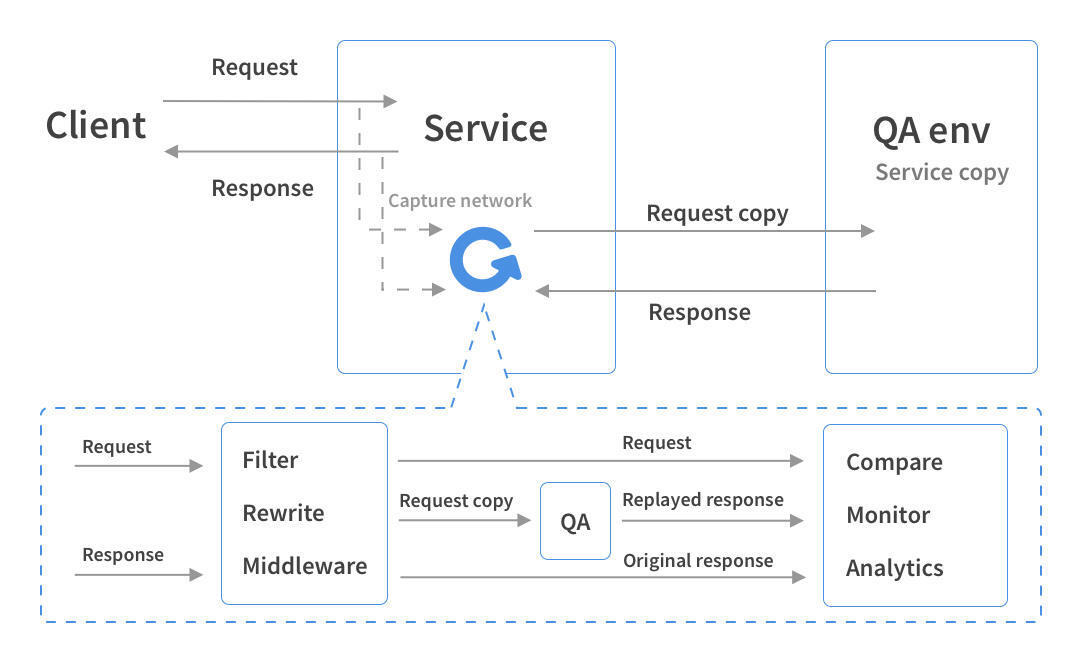 Request
Client
Service
QA env
Service copy
Response
Capture network
Request copy
Response
Request
Response
Filter
Rewrite
Middleware
Request
Request copy
QA
Replayed response
Original response
Compare
Monitor
Analytics